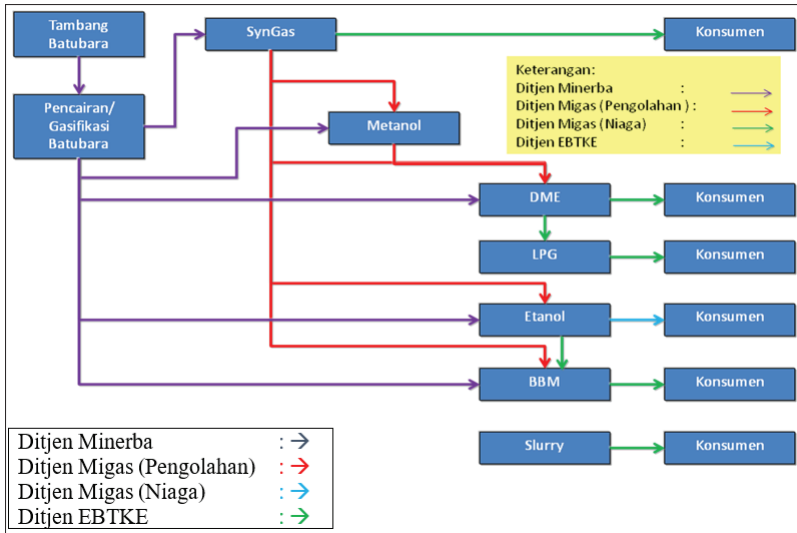 Tambang
Batubara
SynGas
Konsumen
Keterangan:
Ditjen Minerba :
Ditjen Migas (Pengolahan ) :
Ditjen Migas (Niaga) :
Ditjen EBTKE :
Pencairan/
Gasifikasi
Batubara
Metanol
DME
Konsumen
LPG
Konsumen
Etanol
Konsumen
BBM
Konsumen
Slurry
Konsumen
Ditjen Minerba : →
Ditjen Migas (Pengolahan) : →
Ditjen Migas (Niaga) : →
Ditjen EBTKE : →